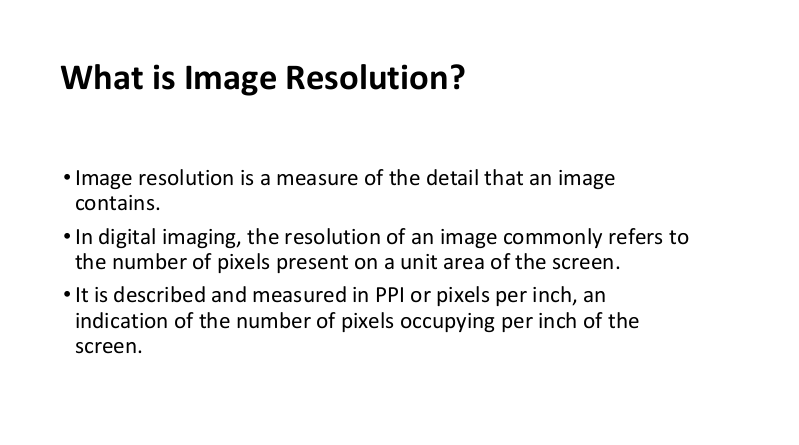 What is Image Resolution?
• Image resolution is a measure of the detail that an image
contains.
• In digital imaging, the resolution of an image commonly refers to
the number of pixels present on a unit area of the screen.
• It is described and measured in PPI or pixels per inch, an
indication of the number of pixels occupying per inch of the
screen.